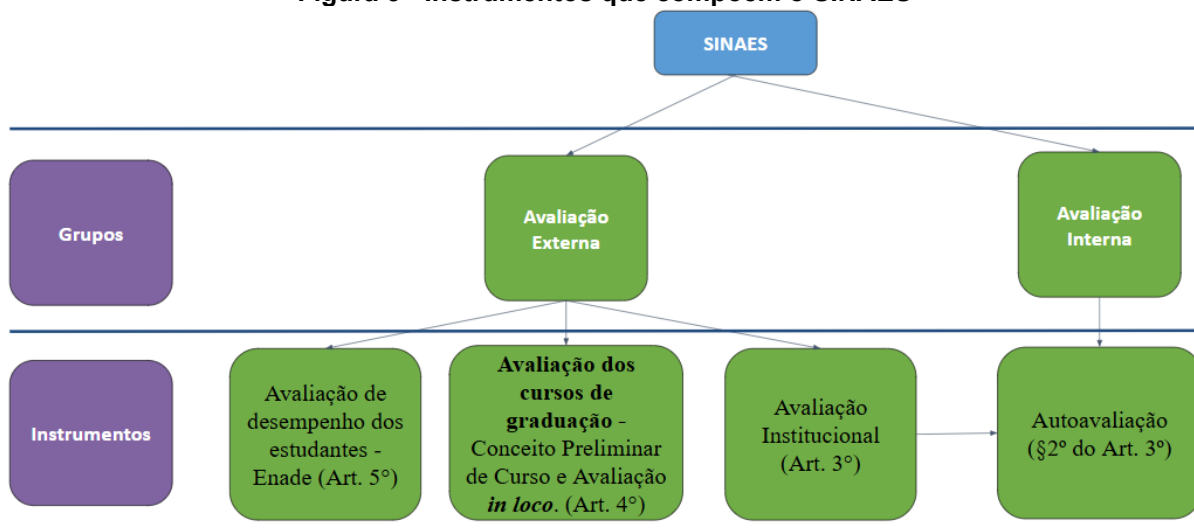 SINAES
Grupos
Avaliação
Externa
Avaliação
Interna
Instrumentos
Avaliação de
desempenho dos
estudantes -
Enade (Art. 5°)
Avaliação dos
cursos de
graduação -
Conceito Preliminar
de Curso e Avaliação
in loco. (Art. 4°)
Avaliação
Institucional
(Art. 3°)
Autoavaliação
(§2º do Art. 3º)